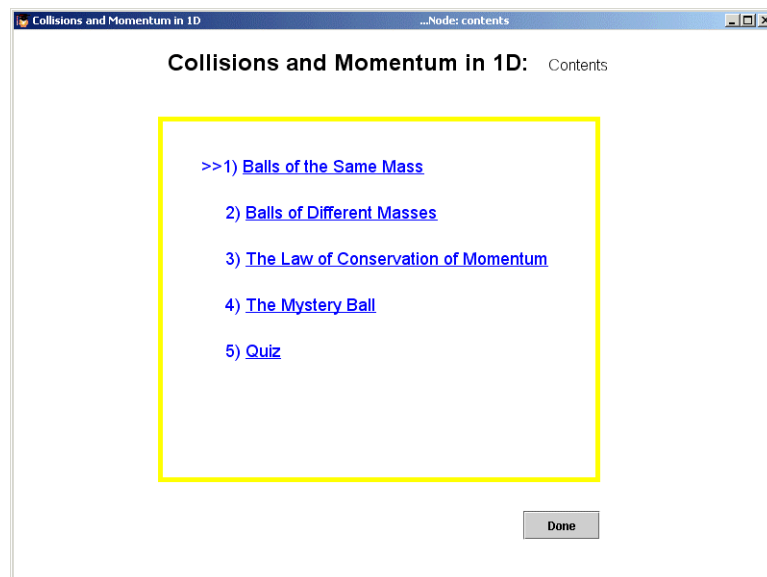 Collisions and Momentum in 1D ...Node: contents
Collisions and Momentum in 1D: Contents
>>1) Balls of the Same Mass
2) Balls of Different Masses
3) The Law of Conservation of Momentum
4) The Mystery Ball
5) Quiz
Done